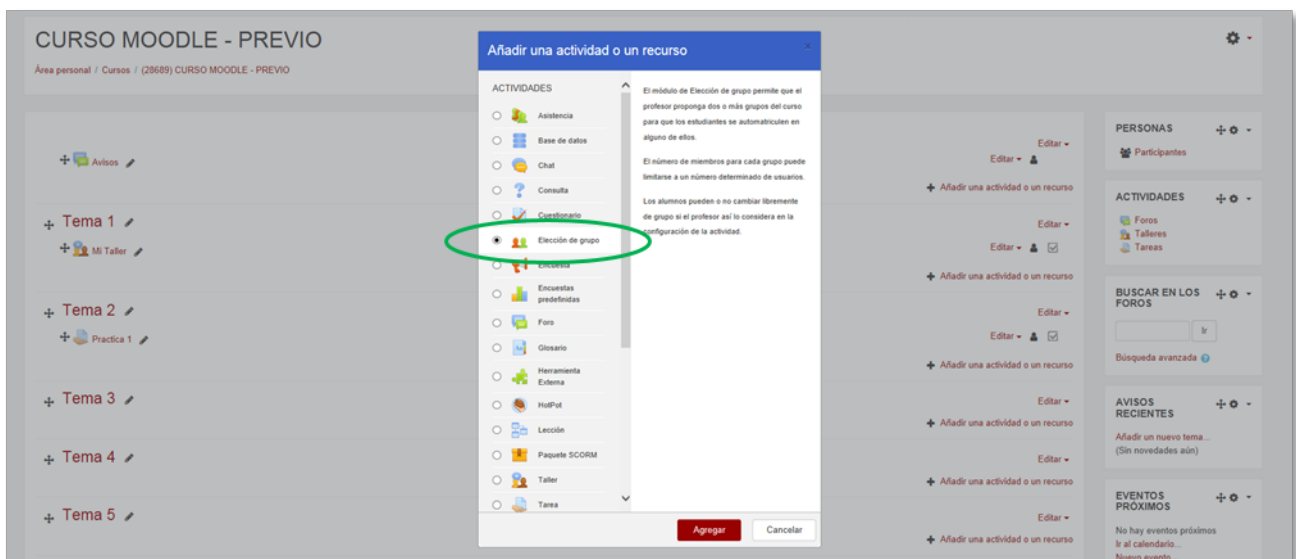 CURSO MOODLE - PREVIO
Área personal / Cursos / (28689) CURSO MOODLE - PREVIO
Avisos
Editar
Editar
Añadir una actividad o un recurso
Tema 1
Editar
Mi Taller
Editar
Añadir una actividad o un recurso
Tema 2
Editar
Practica 1
Editar
Añadir una actividad o un recurso
Tema 3
Editar
Añadir una actividad o un recurso
Tema 4
Editar
Añadir una actividad o un recurso
Tema 5
Editar
Añadir una actividad o un recurso
Añadir una actividad o un recurso
×
ACTIVIDADES
Asistencia
Base de datos
Chat
Consulta
Cuestionario
Elección de grupo
Encuesta
Encuestas
predefinidas
Foro
Glosario
Herramienta
Externa
HotPot
Lección
Paquete SCORM
Taller
Tarea
El módulo de Elección de grupo permite que el
profesor proponga dos o más grupos del curso
para que los estudiantes se automatriculen en
alguno de ellos.
El número de miembros para cada grupo puede
limitarse a un número determinado de usuarios.
Los alumnos pueden o no cambiar libremente
de grupo si el profesor así lo considera en la
configuración de la actividad.
Agregar
Cancelar
PERSONAS
Participantes
ACTIVIDADES
Foros
Talleres
Tareas
BUSCAR EN LOS
FOROS
Ir
Búsqueda avanzada
AVISOS
RECIENTES
Añadir un nuevo tema...
(Sin novedades aún)
EVENTOS
PRÓXIMOS
No hay eventos próximos
Ir al calendario...
Nuevo evento...